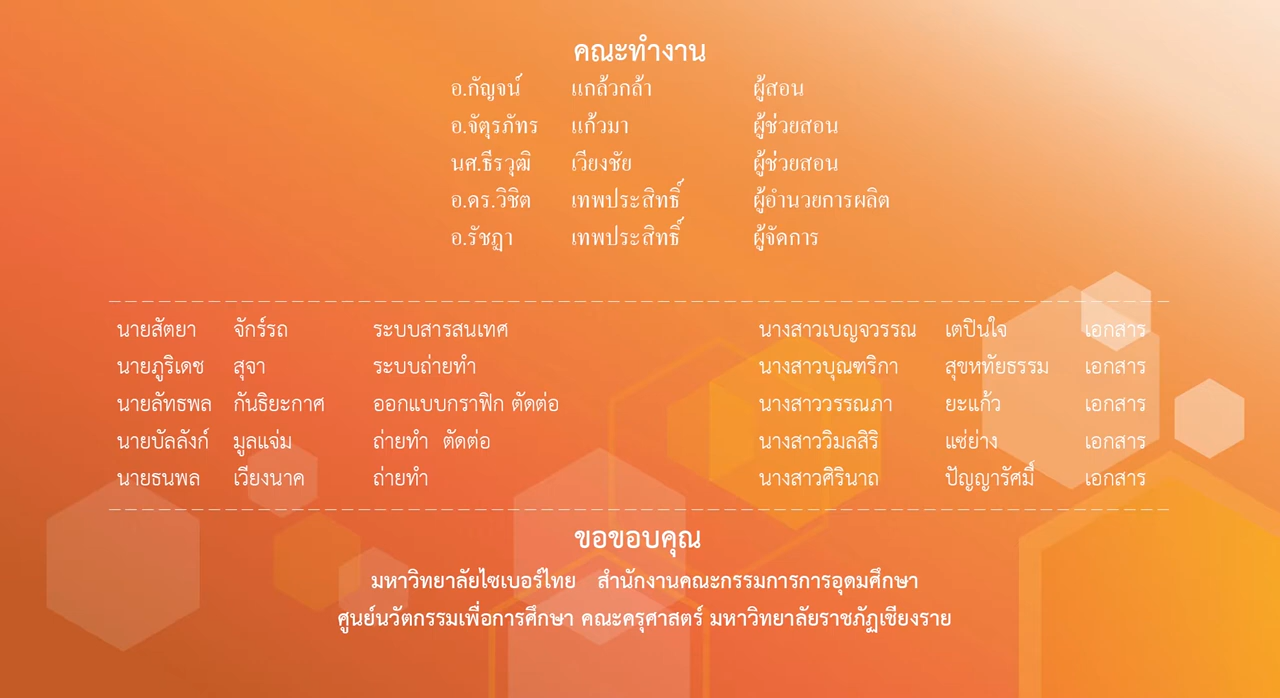 คณะทำงาน
อ.กัญจน์ แกล้วกล้า ผู้สอน
อ.จัตุรภัทร แก้วมา ผู้ช่วยสอน
นศ.ธีรวุฒิ เวียงชัย ผู้ช่วยสอน
อ.ดร.วิชิต เทพประสิทธิ์ ผู้อำนวยการผลิต
อ.รัชฎา เทพประสิทธิ์ ผู้จัดการ
นายสัตยา จักร์รถ ระบบสารสนเทศ นางสาวเบญจวรรณ เตปินใจ เอกสาร
นายภูริเดช สุจา ระบบถ่ายทำ นางสาวบุณฑริกา สุขหทัยธรรม เอกสาร
นายลัทธพล กันธิยะกาศ ออกแบบกราฟิก ตัดต่อ นางสาววรรณภา ยะแก้ว เอกสาร
นายบัลลังก์ มูลแจ่ม ถ่ายทำ ตัดต่อ นางสาววิมลสิริ แซ่ย่าง เอกสาร
นายธนพล เวียงนาค ถ่ายทำ นางสาวศิรินาถ ปัญญารัศมี์ เอกสาร
ขอขอบคุณ
มหาวิทยาลัยไซเบอร์ไทย สำนักงานคณะกรรมการการอุดมศึกษา
ศูนย์นวัตกรรมเพื่อการศึกษา คณะครุศาสตร์ มหาวิทยาลัยราชภัฏเชียงราย